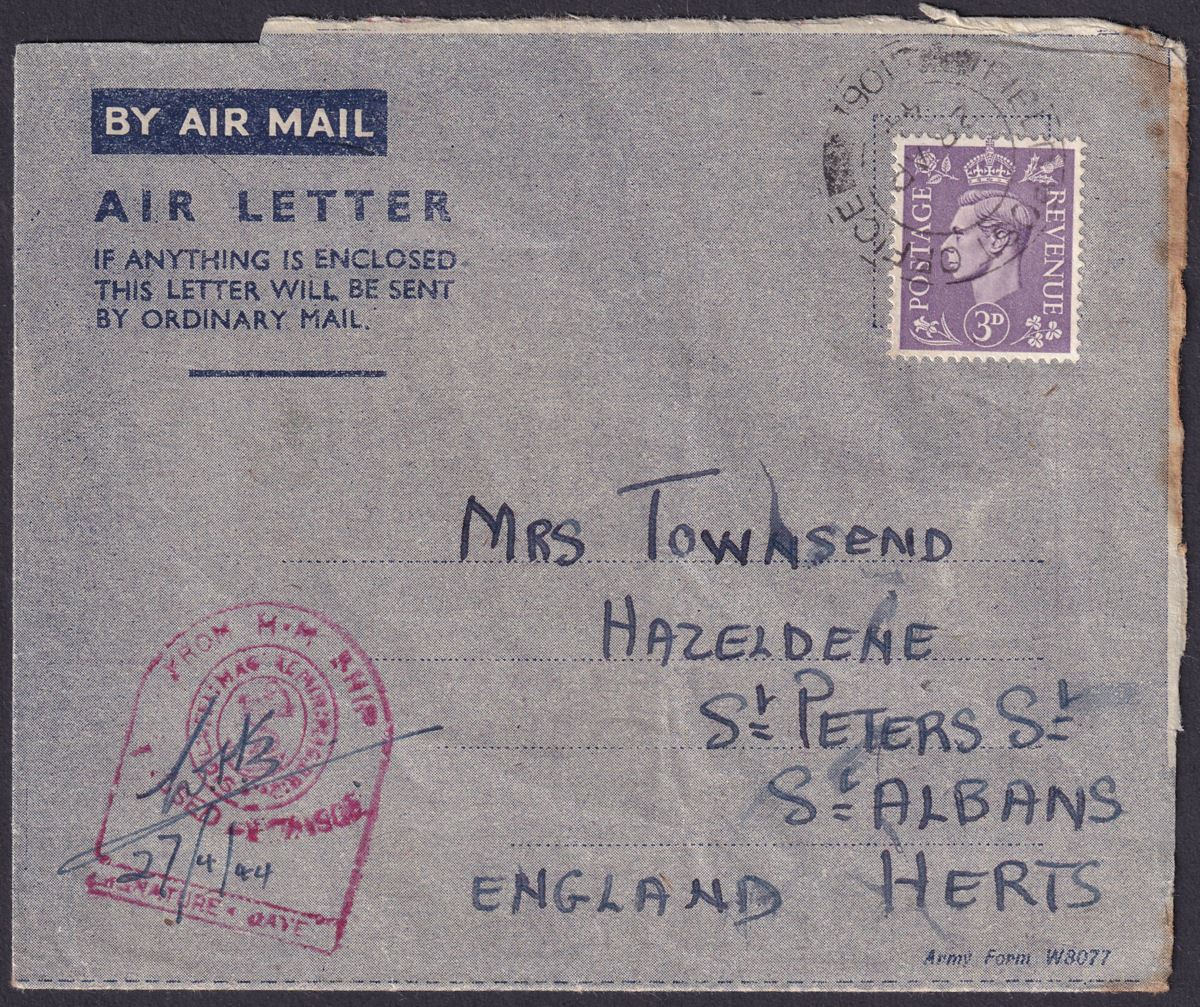 BY AIR MAIL
AIR LETTER
IF ANYTHING IS ENCLOSED
THIS LETTER WILL BE SENT
BY ORDINARY MAIL.
POSTAGE
REVENUE
3D
OFFICE
MRS TOWNSEND
HAZELDENE
St PETERS St
St ALBANS
ENGLAND HERTS
FROM H.M SHIP
27/4/44
SIGNATURE • DATE
Army Form W3077